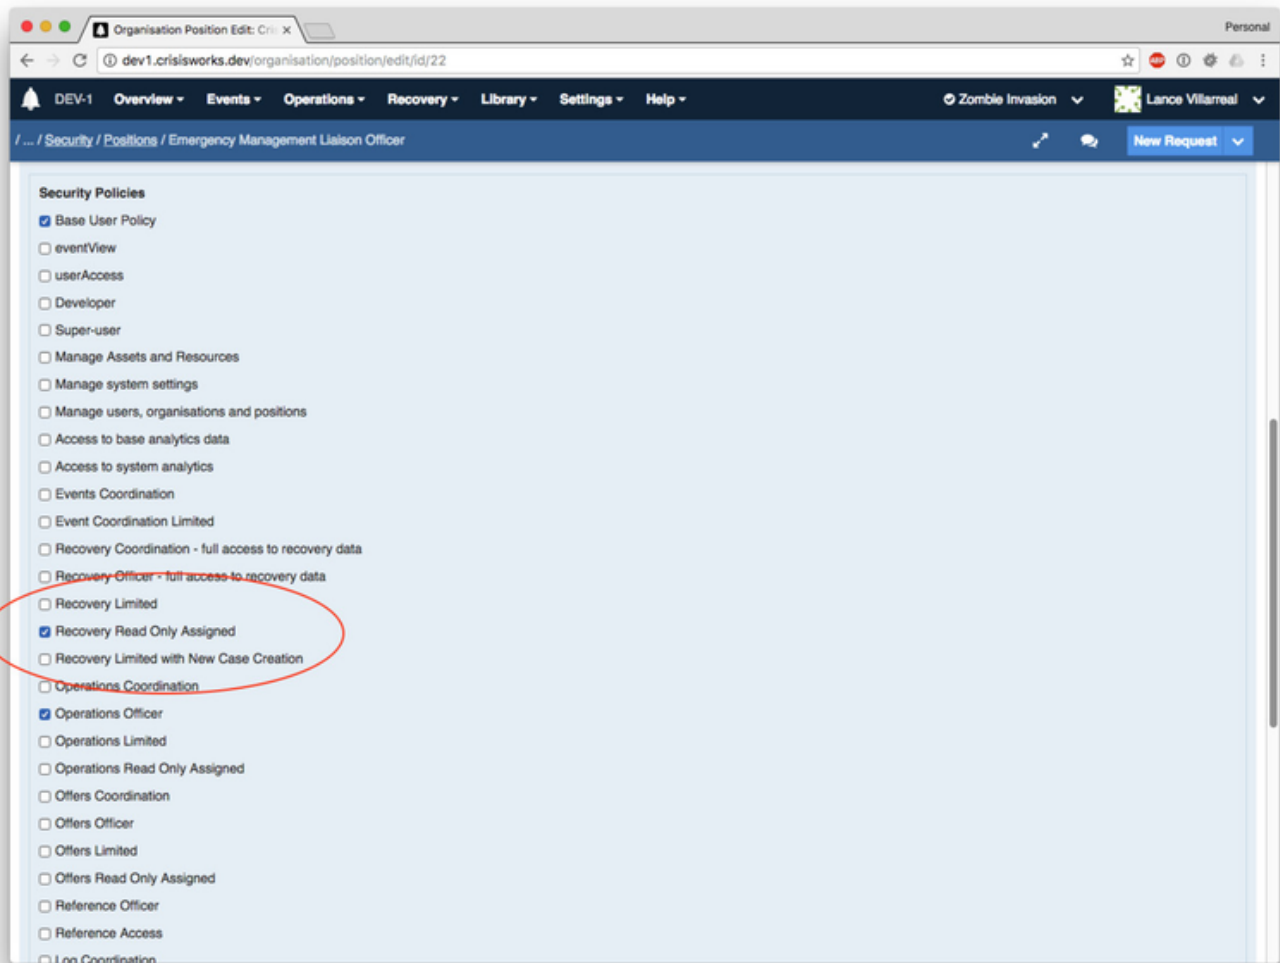 Organisation Position Edit: Cri
Personal
dev1.crisisworks.dev/organisation/position/edit/id/22
ABP
DEV-1 Overview Events Operations Recovery Library Settings Help Zombie Invasion Lance Villarreal
/ ... / Security / Positions / Emergency Management Liaison Officer
New Request
Security Policies
Base User Policy
eventView
userAccess
Developer
Super-user
Manage Assets and Resources
Manage system settings
Manage users, organisations and positions
Access to base analytics data
Access to system analytics
Events Coordination
Event Coordination Limited
Recovery Coordination - full access to recovery data
Recovery Officer - full access to recovery data
Recovery Limited
Recovery Read Only Assigned
Recovery Limited with New Case Creation
Operations Coordination
Operations Officer
Operations Limited
Operations Read Only Assigned
Offers Coordination
Offers Officer
Offers Limited
Offers Read Only Assigned
Reference Officer
Reference Access
Log Coordination